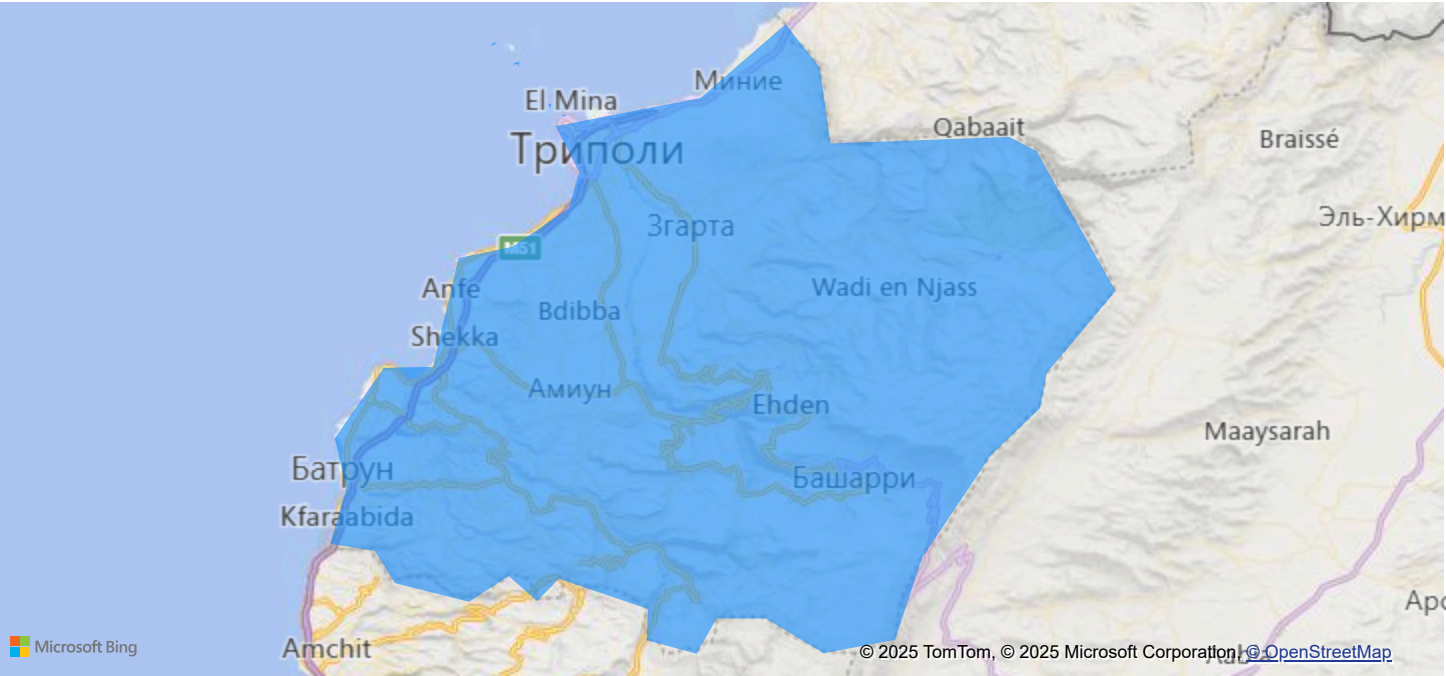 Миние
El Mina
Qabaait
Braissé
Триполи
Эль-Хирм
Згарта
M51
Anfe
Wadi en Njass
Bdibba
Shekka
Амиун
Ehden
Maaysarah
Батрун
Башарри
Kfaraabida
Amchit
Microsoft Bing
© 2025 TomTom, © 2025 Microsoft Corporation, © OpenStreetMap